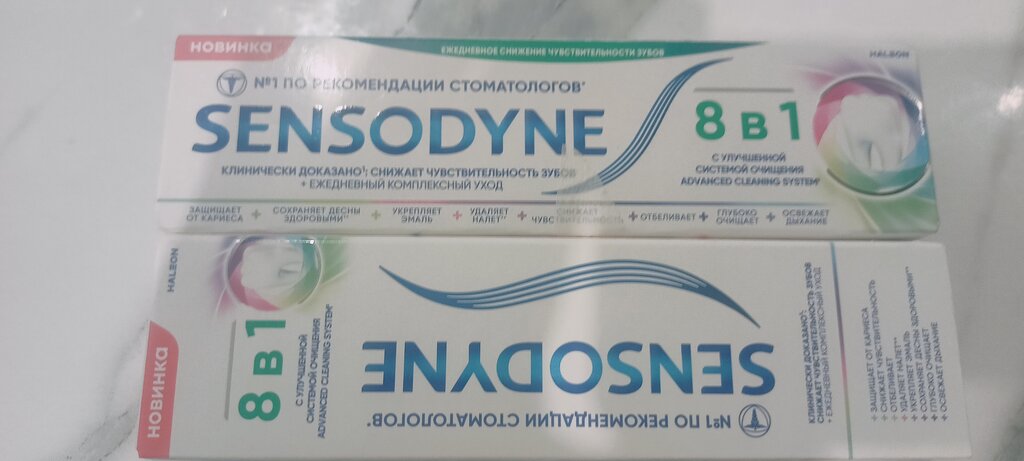 НОВИНКА
ЕЖЕДНЕВНОЕ СНИЖЕНИЕ ЧУВСТВИТЕЛЬНОСТИ ЗУБОВ
HALEON
№1 ПО РЕКОМЕНДАЦИИ СТОМАТОЛОГОВ*
SENSODYNE
8 В 1
С УЛУЧШЕННОЙ
СИСТЕМОЙ ОЧИЩЕНИЯ
ADVANCED CLEANING SYSTEM°
КЛИНИЧЕСКИ ДОКАЗАНО¹: СНИЖАЕТ ЧУВСТВИТЕЛЬНОСТЬ ЗУБОВ
+ ЕЖЕДНЕВНЫЙ КОМПЛЕКСНЫЙ УХОД
ЗАЩИЩАЕТ ОТ КАРИЕСА + СОХРАНЯЕТ ДЕСНЫ ЗДОРОВЫМИ** + УКРЕПЛЯЕТ ЭМАЛЬ + УДАЛЯЕТ НАЛЕТ** + СНИЖАЕТ ЧУВСТВИТЕЛЬНОСТЬ + ОТБЕЛИВАЕТ + ГЛУБОКО ОЧИЩАЕТ + ОСВЕЖАЕТ ДЫХАНИЕ
HALEON
НОВИНКА
8 В 1
С УЛУЧШЕННОЙ
СИСТЕМОЙ ОЧИЩЕНИЯ
ADVANCED CLEANING SYSTEM°
№1 ПО РЕКОМЕНДАЦИИ СТОМАТОЛОГОВ*
SENSODYNE
КЛИНИЧЕСКИ ДОКАЗАНО¹:
СНИЖАЕТ ЧУВСТВИТЕЛЬНОСТЬ ЗУБОВ
+ ЕЖЕДНЕВНЫЙ КОМПЛЕКСНЫЙ УХОД
+ ЗАЩИЩАЕТ ОТ КАРИЕСА
+ СНИЖАЕТ ЧУВСТВИТЕЛЬНОСТЬ
+ ОТБЕЛИВАЕТ
+ УДАЛЯЕТ НАЛЕТ**
+ УКРЕПЛЯЕТ ЭМАЛЬ
+ СОХРАНЯЕТ ДЕСНЫ ЗДОРОВЫМИ**
+ ГЛУБОКО ОЧИЩАЕТ
+ ОСВЕЖАЕТ ДЫХАНИЕ